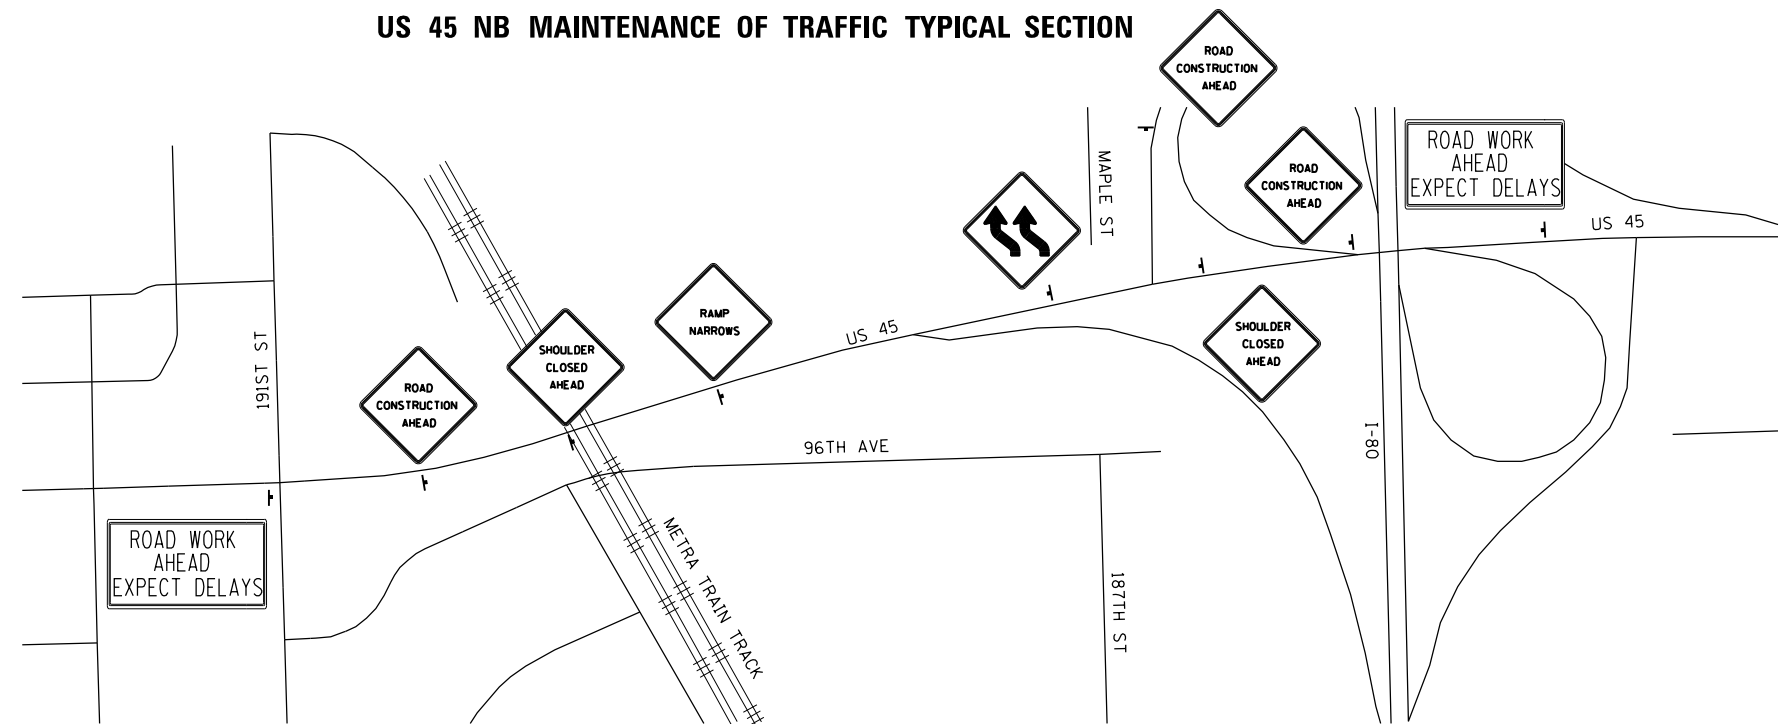 US 45 NB MAINTENANCE OF TRAFFIC TYPICAL SECTION
ROAD
CONSTRUCTION
AHEAD
ROAD WORK
AHEAD
EXPECT DELAYS
MAPLE ST
ROAD
CONSTRUCTION
AHEAD
US 45
RAMP
NARROWS
US 45
SHOULDER
CLOSED
AHEAD
SHOULDER
CLOSED
AHEAD
191ST ST
ROAD
CONSTRUCTION
AHEAD
96TH AVE
I-80
ROAD WORK
AHEAD
EXPECT DELAYS
METRA TRAIN TRACK
187TH ST